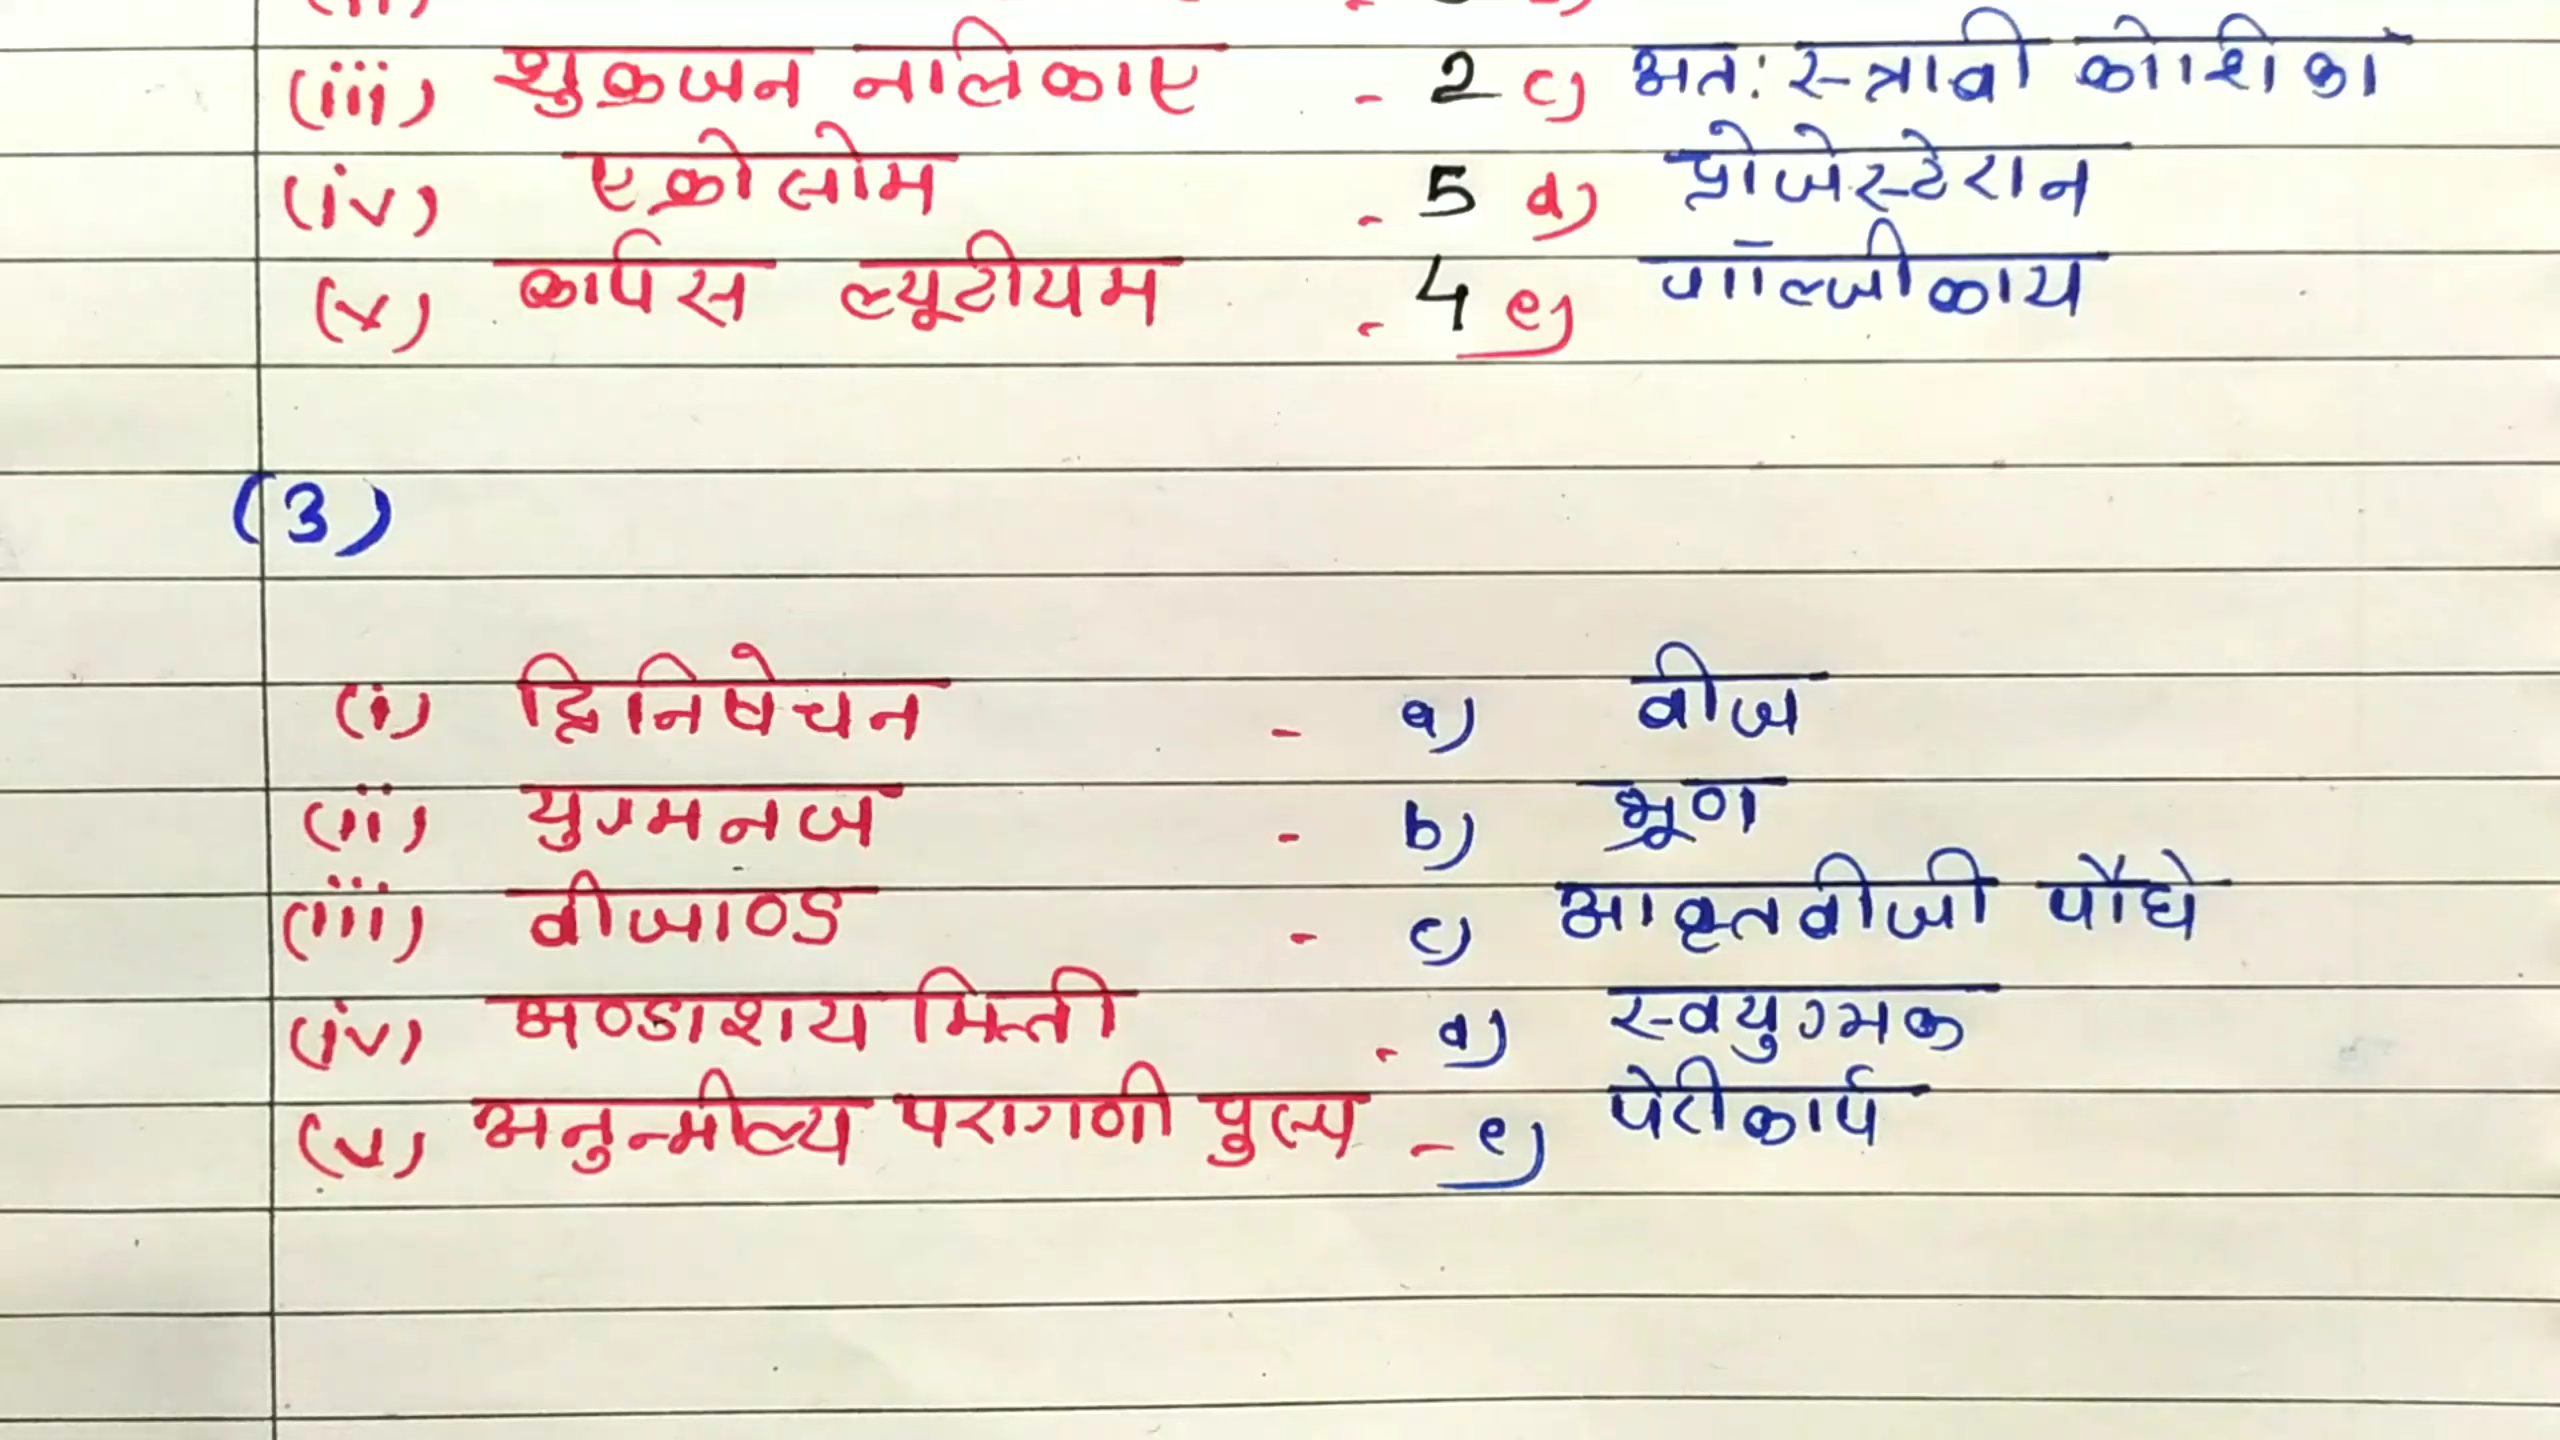 (iii) शुक्रजन नालिकाए - 2 c) अत: स्त्रावी कोशिका
(iv) एक्रोसोम - 5 d) प्रोजेस्टेरान
(v) कार्पस ल्यूटीयम - 4 e) गॉल्जीकाय
(3)
(i) द्विनिषेचन - a) बीज
(ii) युग्मनज - b) भ्रूण
(iii) बीजाण्ड - c) आवृतबीजी पौधे
(iv) अण्डाशय भित्ती - d) स्वयुग्मक
(v) अनुन्मील्य परागणी पुष्प - e) पेरीकार्प